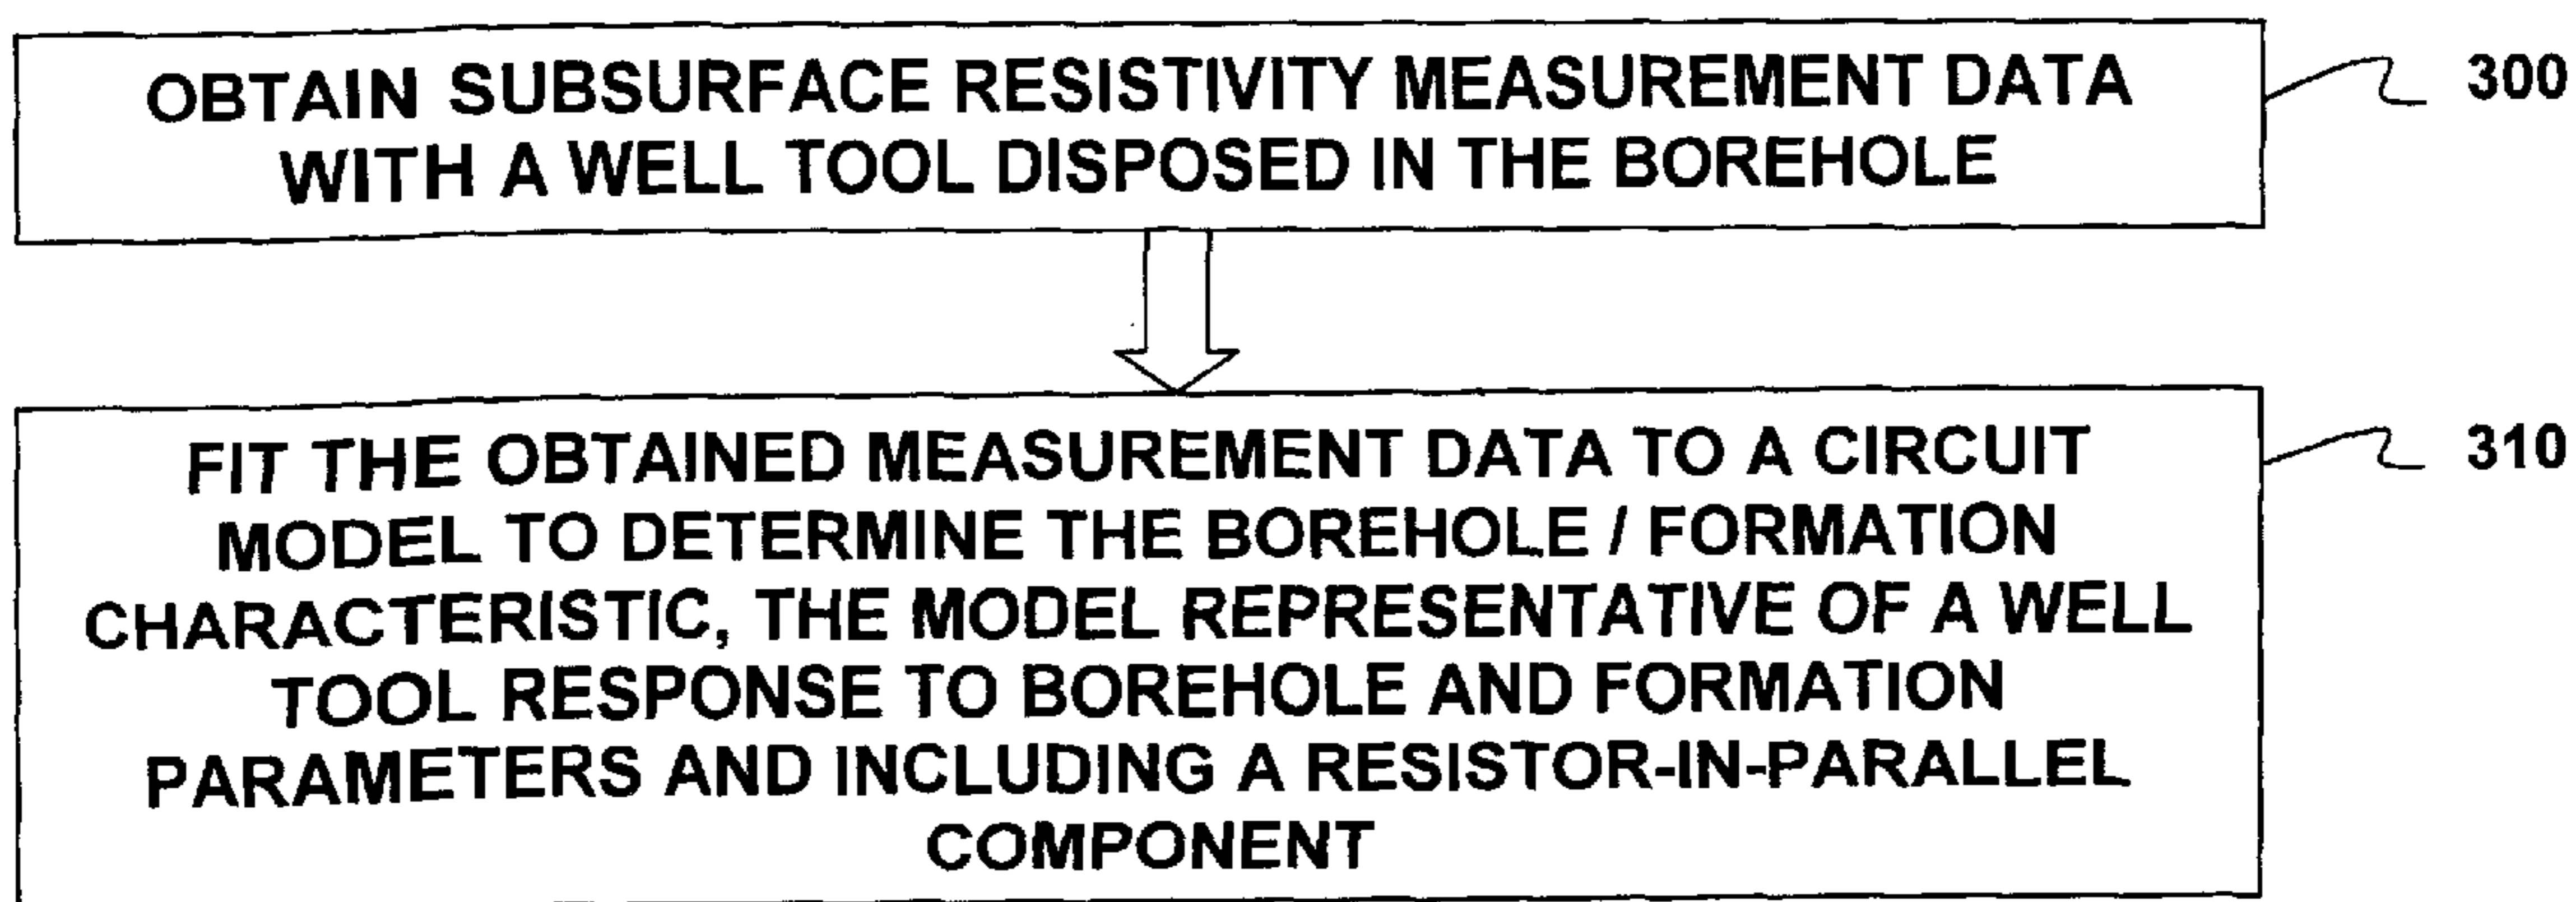 OBTAIN SUBSURFACE RESISTIVITY MEASUREMENT DATA
WITH A WELL TOOL DISPOSED IN THE BOREHOLE
300
FIT THE OBTAINED MEASUREMENT DATA TO A CIRCUIT
MODEL TO DETERMINE THE BOREHOLE / FORMATION
CHARACTERISTIC, THE MODEL REPRESENTATIVE OF A WELL
TOOL RESPONSE TO BOREHOLE AND FORMATION
PARAMETERS AND INCLUDING A RESISTOR-IN-PARALLEL
COMPONENT
310